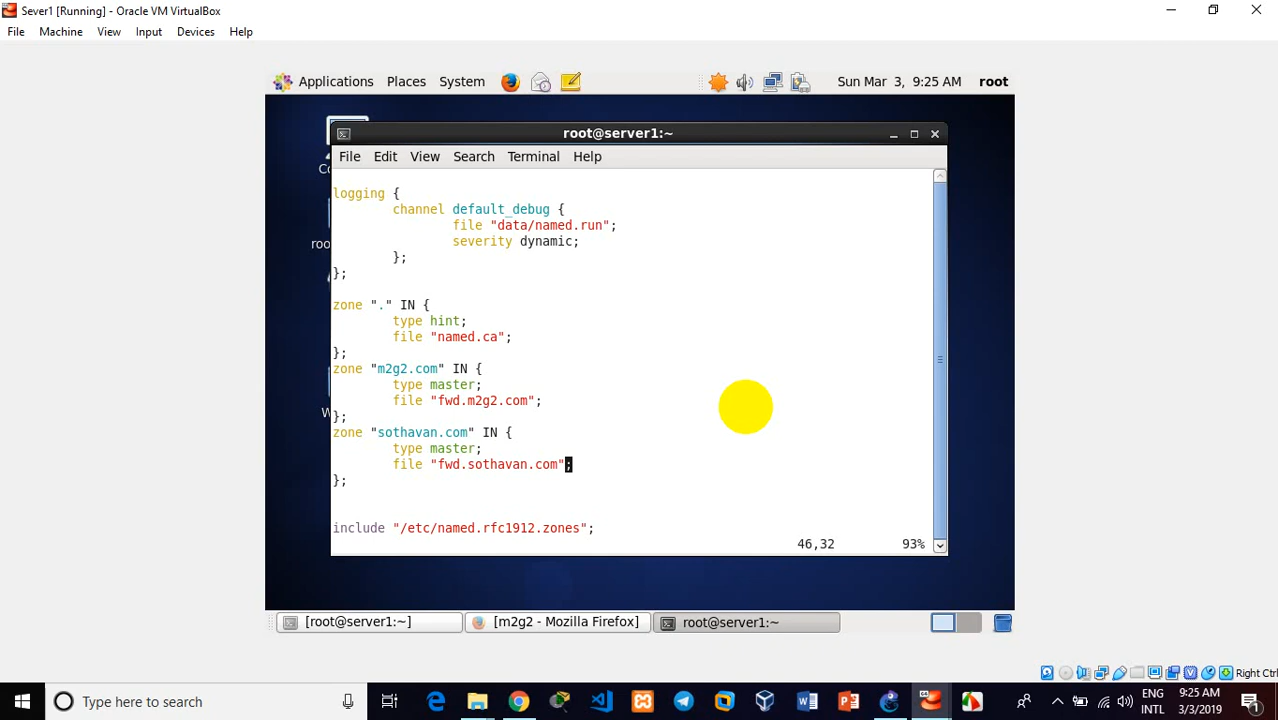 Sever1 [Running] - Oracle VM VirtualBox
File Machine View Input Devices Help
Applications Places System Sun Mar 3, 9:25 AM root
root@server1:~
File Edit View Search Terminal Help
logging {
channel default_debug {
file "data/named.run";
severity dynamic;
};
};
zone "." IN {
type hint;
file "named.ca";
};
zone "m2g2.com" IN {
type master;
file "fwd.m2g2.com";
};
zone "sothavan.com" IN {
type master;
file "fwd.sothavan.com";
};
include "/etc/named.rfc1912.zones";
46,32 93%
[root@server1:~] [m2g2 - Mozilla Firefox] root@server1:~
Right Ctrl
Type here to search
ENG 9:25 AM
INTL 3/3/2019